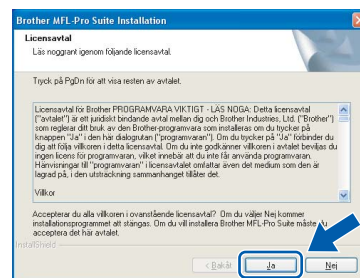 Brother MFL-Pro Suite Installation
Licensavtal
Läs noggrant igenom följande licensavtal.
Tryck på PgDn för att visa resten av avtalet.
Licensavtal för Brother PROGRAMVARA VIKTIGT - LÄS NOGA: Detta licensavtal
("avtalet") är ett juridiskt bindande avtal mellan dig och Brother Industries, Ltd. ("Brother")
som reglerar ditt bruk av den Brother-programvara som installeras om du trycker på
knappen "Ja" i den här dialogrutan ("programvaran"). Om du trycker på "Ja" förbinder du
dig att följa villkoren i detta licensavtal. Om du inte godkänner villkoren i avtalet beviljas du
ingen licens för programvaran, vilket innebär att du inte får använda programvaran.
Hänvisningar till "programvaran" i licensavtalet omfattar även det medium som den är
lagrad på, i den utsträckning sammanhanget tillåter det.
Villkor
Accepterar du alla villkoren i ovanstående licensavtal? Om du väljer Nej kommer
installationsprogrammet att stängas. Om du vill installera Brother MFL-Pro Suite måste du
acceptera det här avtalet.
InstallShield
< Bakåt
Ja
Nej